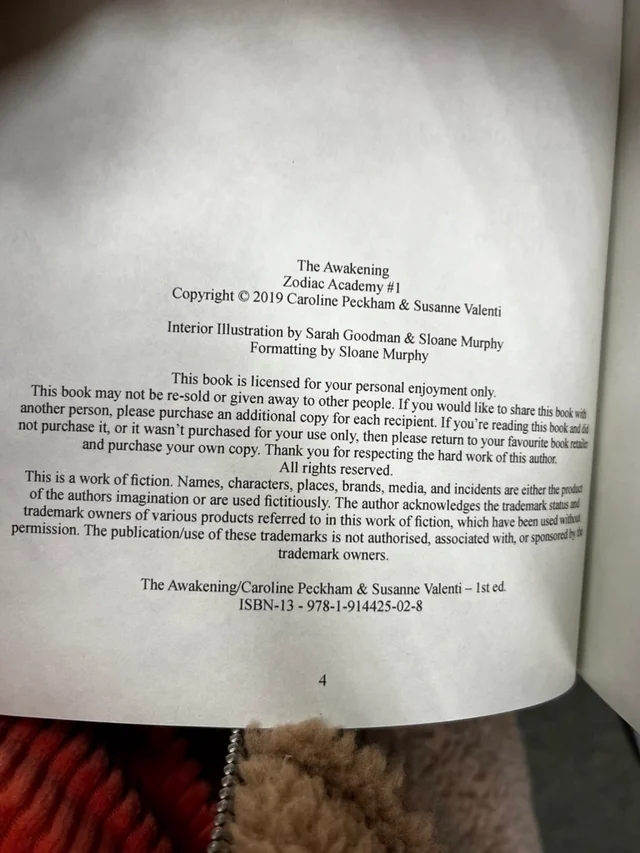 The Awakening
Zodiac Academy #1
Copyright © 2019 Caroline Peckham & Susanne Valenti
Interior Illustration by Sarah Goodman & Sloane Murphy
Formatting by Sloane Murphy
This book is licensed for your personal enjoyment only.
This book may not be re-sold or given away to other people. If you would like to share this book with
another person, please purchase an additional copy for each recipient. If you're reading this book and did
not purchase it, or it wasn't purchased for your use only, then please return to your favourite book retailer
and purchase your own copy. Thank you for respecting the hard work of this author.
All rights reserved.
This is a work of fiction. Names, characters, places, brands, media, and incidents are either the product
of the authors imagination or are used fictitiously. The author acknowledges the trademark status and
trademark owners of various products referred to in this work of fiction, which have been used without
permission. The publication/use of these trademarks is not authorised, associated with, or sponsored by the
trademark owners.
The Awakening/Caroline Peckham & Susanne Valenti – 1st ed.
ISBN-13 - 978-1-914425-02-8
4